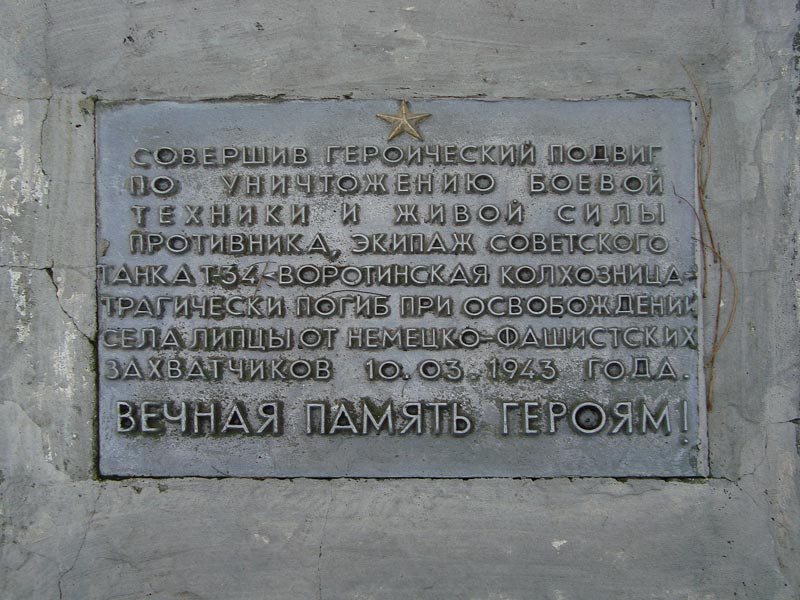 СОВЕРШИВ ГЕРОИЧЕСКИЙ ПОДВИГ
ПО УНИЧТОЖЕНИЮ БОЕВОЙ
ТЕХНИКИ И ЖИВОЙ СИЛЫ
ПРОТИВНИКА, ЭКИПАЖ СОВЕТСКОГО
ТАНКА Т-34 «ВОРОТИНСКАЯ КОЛХОЗНИЦА»
ТРАГИЧЕСКИ ПОГИБ ПРИ ОСВОБОЖДЕНИИ
СЕЛА ЛИПЦЫ ОТ НЕМЕЦКО-ФАШИСТСКИХ
ЗАХВАТЧИКОВ 10.03.1943 ГОДА.
ВЕЧНАЯ ПАМЯТЬ ГЕРОЯМ!